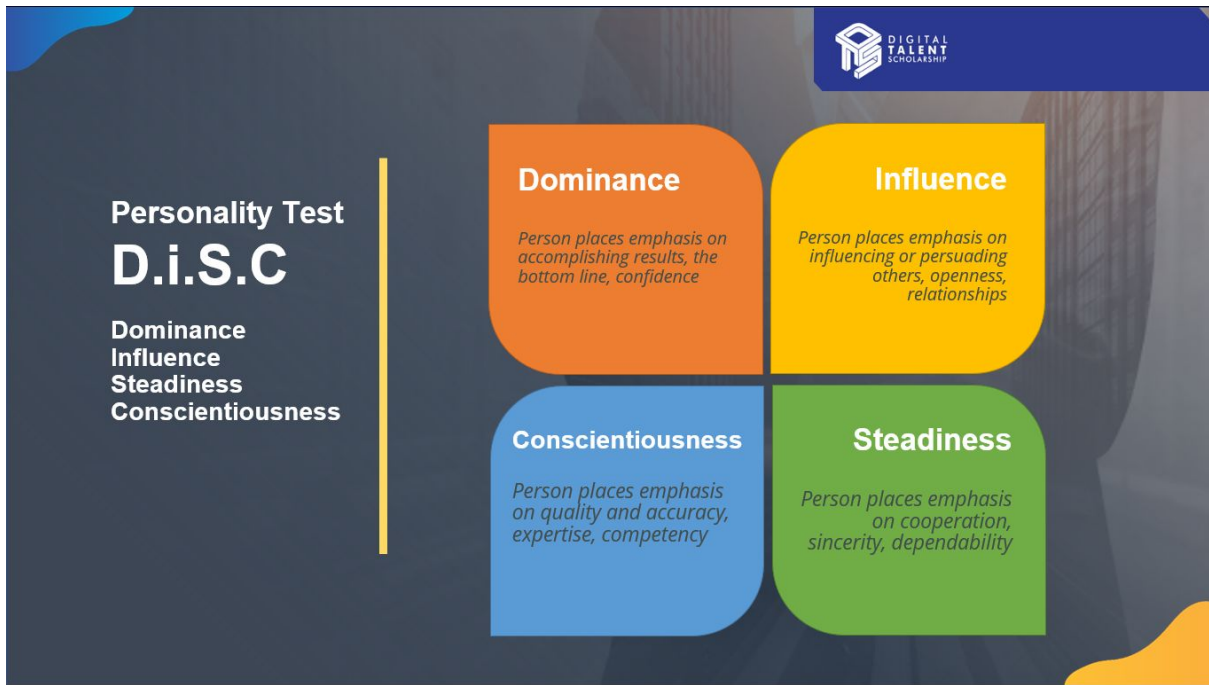 DIGITAL
TALENT
SCHOLARSHIP
Personality Test
D.i.S.C
Dominance
Influence
Steadiness
Conscientiousness
Dominance
Person places emphasis on
accomplishing results, the
bottom line, confidence
Influence
Person places emphasis on
influencing or persuading
others, openness,
relationships
Conscientiousness
Person places emphasis
on quality and accuracy,
expertise, competency
Steadiness
Person places emphasis
on cooperation,
sincerity, dependability